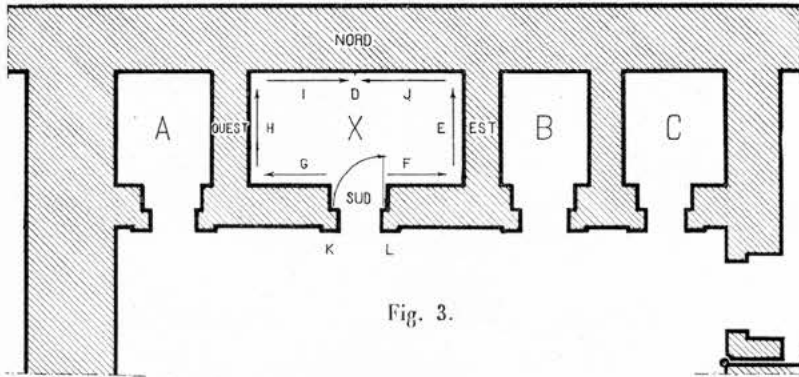 NORD
I D J
A OUEST H X E EST B C
G F
SUD
K L
Fig. 3.